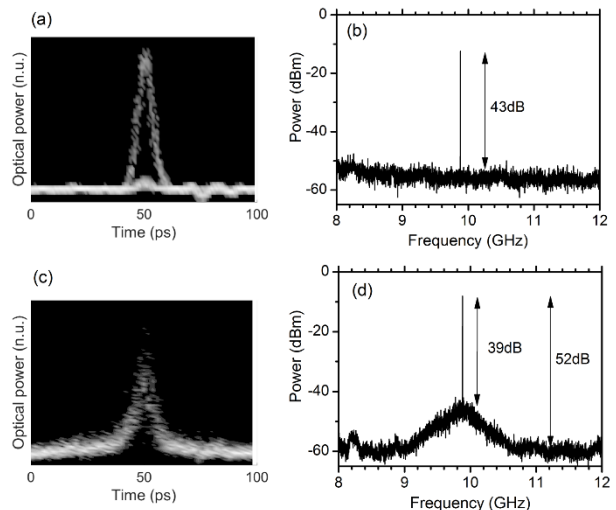 (a)
Optical power (n.u.)
0 50 100
Time (ps)
(b)
Power (dBm)
0
-20
-40
-60
43dB
8 9 10 11 12
Frequency (GHz)
(c)
Optical power (n.u.)
0 50 100
Time (ps)
(d)
Power (dBm)
0
-20
-40
-60
39dB
52dB
8 9 10 11 12
Frequency (GHz)